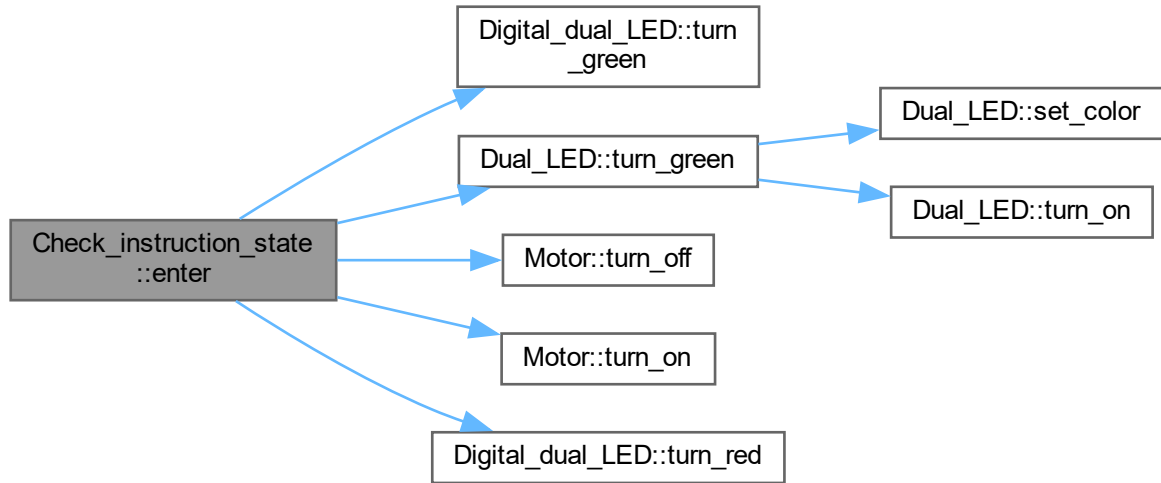 Check_instruction_state
::enter
Digital_dual_LED::turn
_green
Dual_LED::turn_green
Motor::turn_off
Motor::turn_on
Digital_dual_LED::turn_red
Dual_LED::set_color
Dual_LED::turn_on